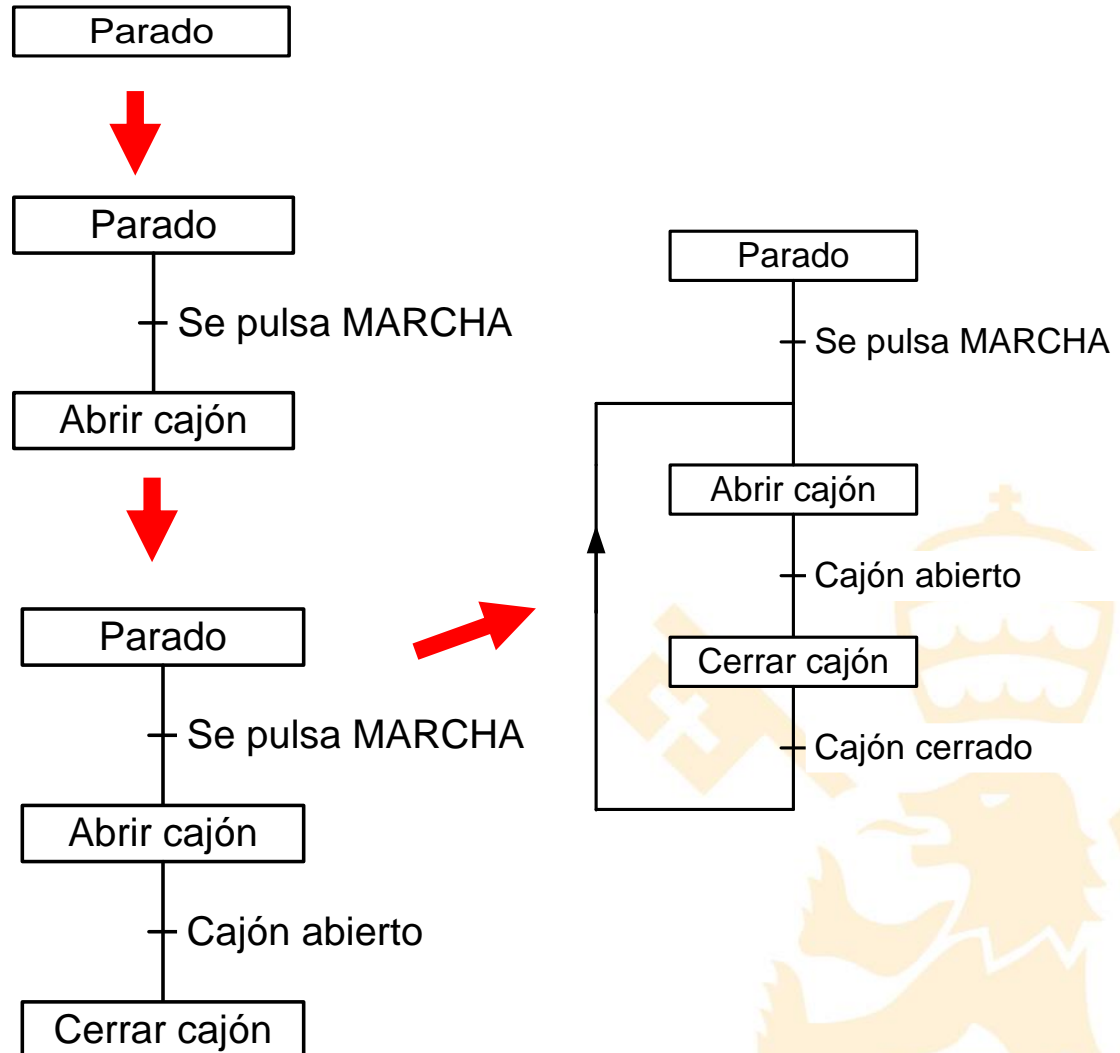 Parado
Parado
Se pulsa MARCHA
Abrir cajón
Parado
Se pulsa MARCHA
Abrir cajón
Cajón abierto
Cerrar cajón
Parado
Se pulsa MARCHA
Abrir cajón
Cajón abierto
Cerrar cajón
Cajón cerrado